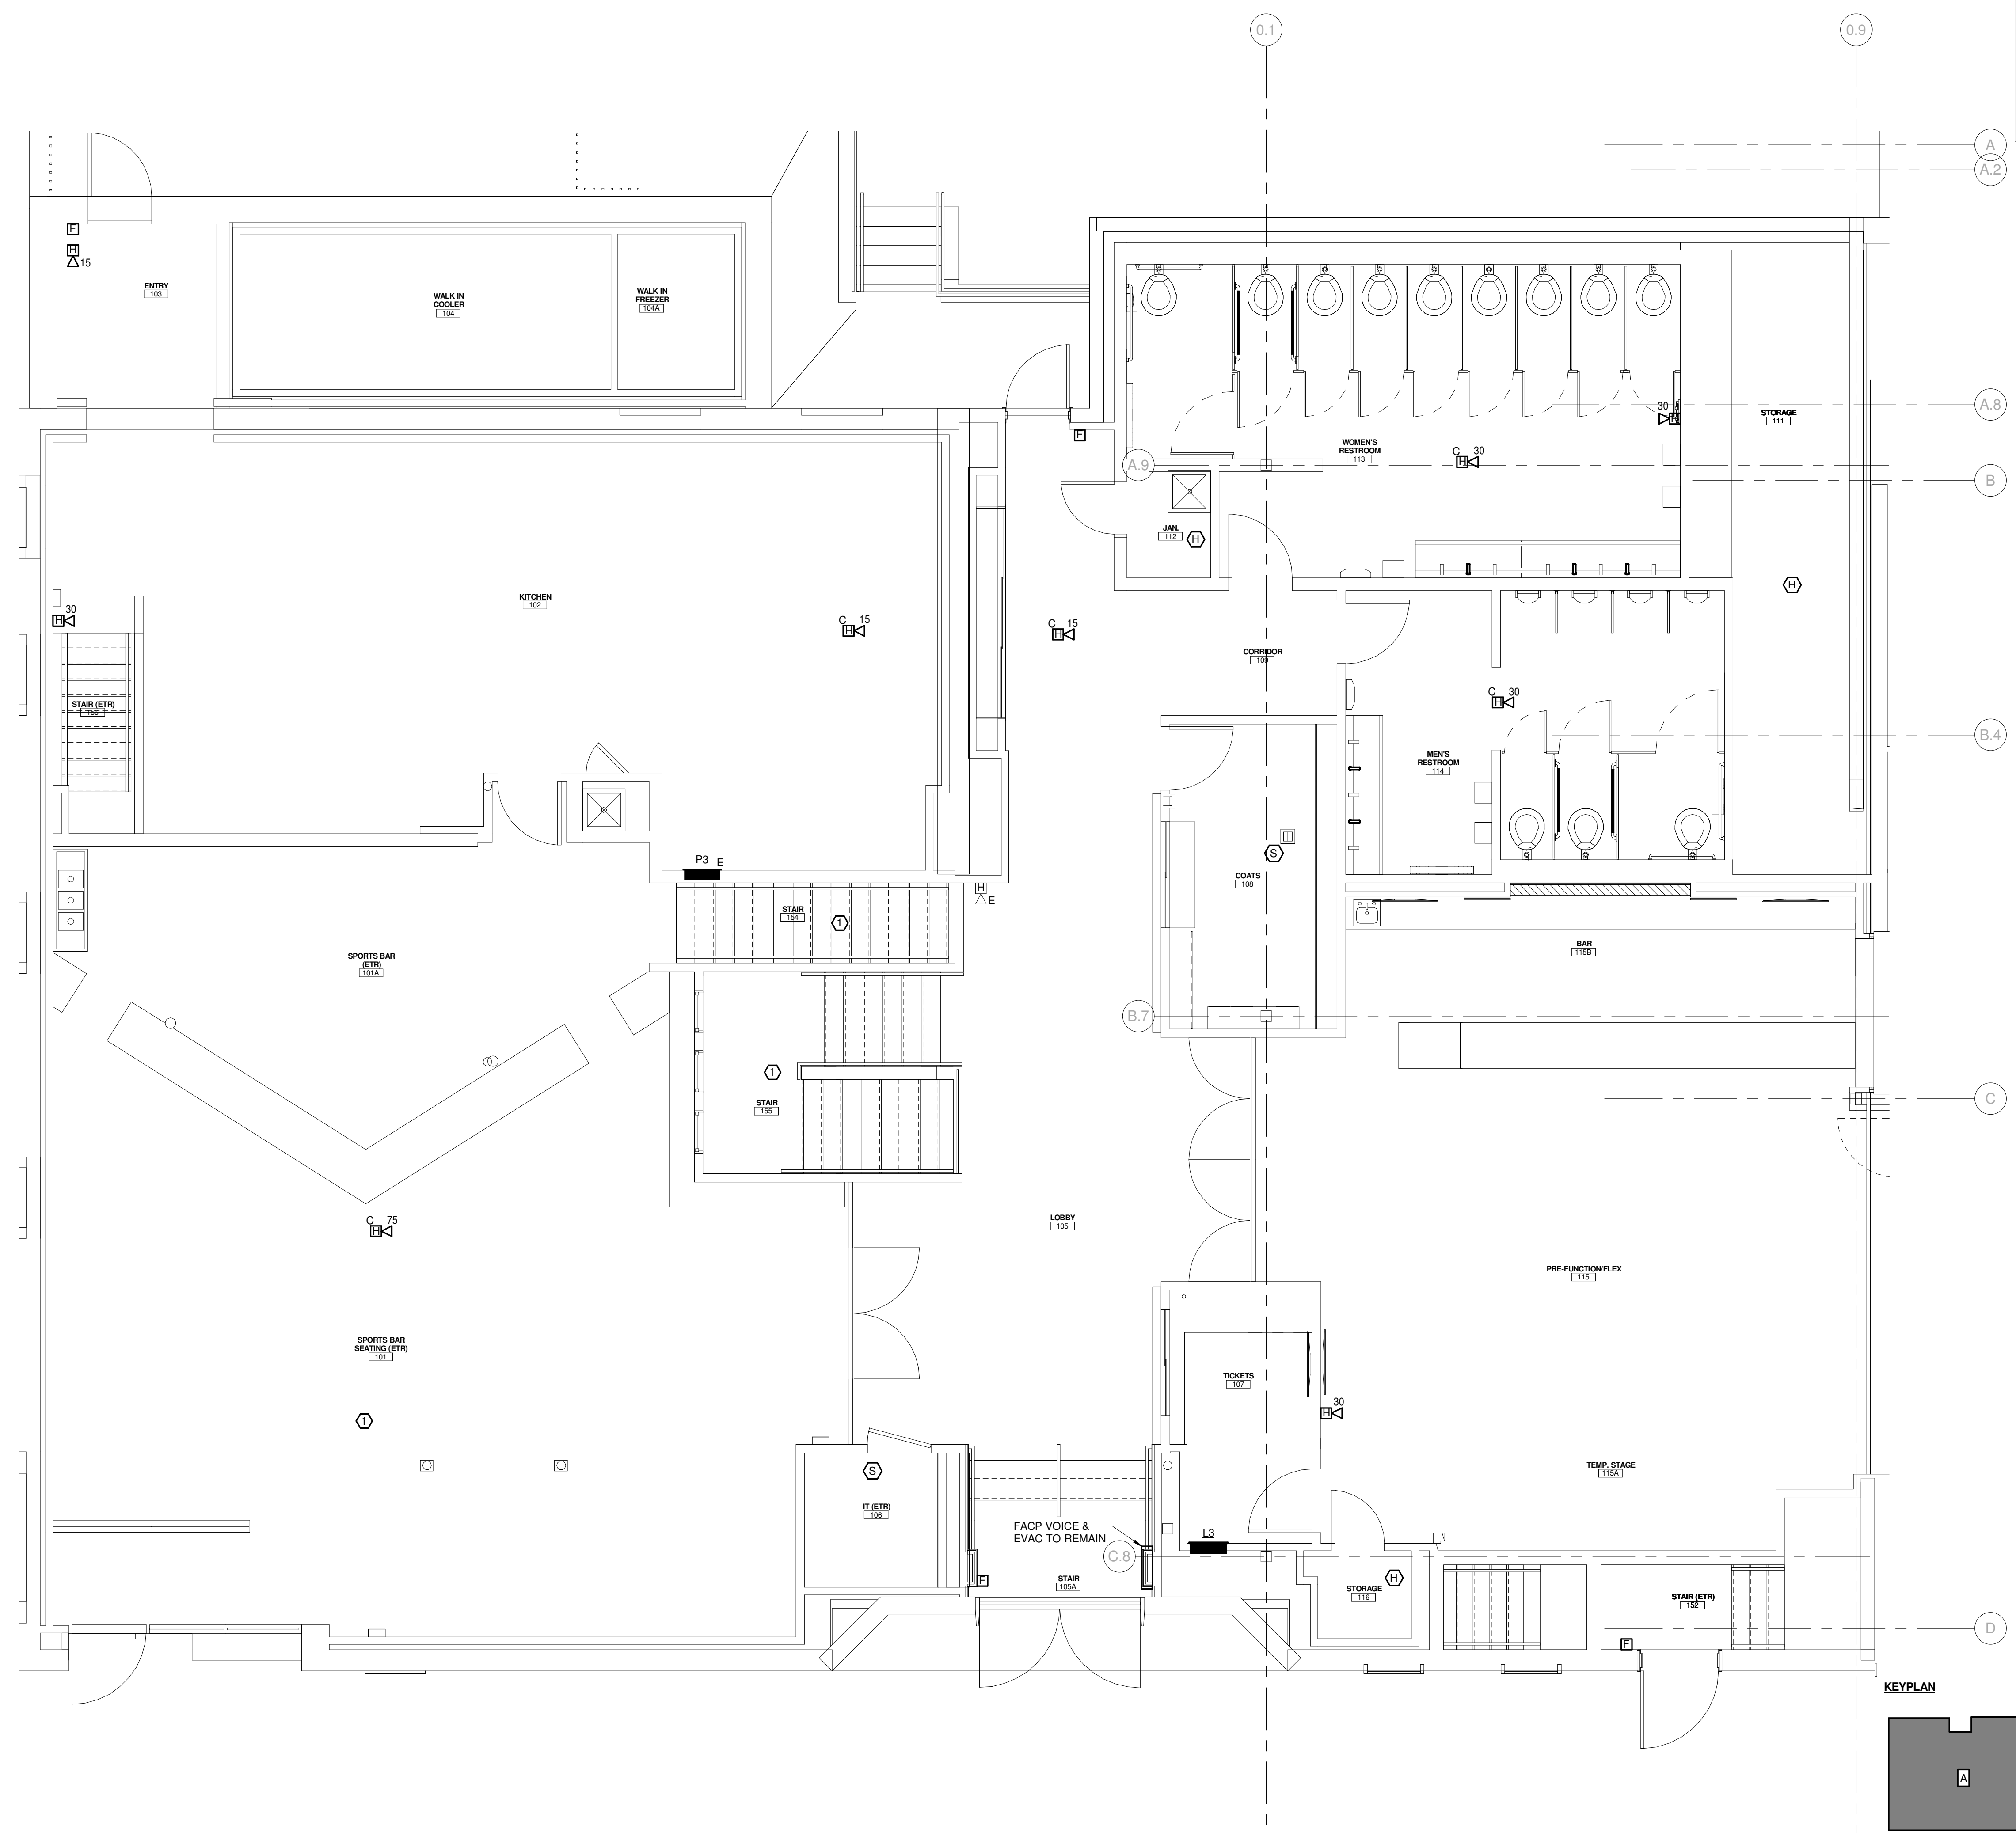 0.1
0.9
A
A.2
F
H
15
ENTRY
103
WALK IN
COOLER
104
WALK IN
FREEZER
104A
A.8
30
H
STORAGE
111
F
WOMEN'S
RESTROOM
113
C 30
H
A.9
B
JAN.
112
H
KITCHEN
102
H
30
H
C 15
H
C 15
H
CORRIDOR
109
STAIR (ETR)
156
C 30
H
B.4
MEN'S
RESTROOM
114
P3 E
S
COATS
108
H
E
STAIR
154
1
BAR
115B
SPORTS BAR
(ETR)
101A
B.7
1
STAIR
155
C
C 75
H
LOBBY
105
PRE-FUNCTION/FLEX
115
SPORTS BAR
SEATING (ETR)
101
TICKETS
107
30
H
1
S
TEMP. STAGE
115A
IT (ETR)
106
FACP VOICE &
EVAC TO REMAIN
L3
C.8
F
STAIR
105A
H
STORAGE
116
STAIR (ETR)
152
D
F
KEYPLAN
A